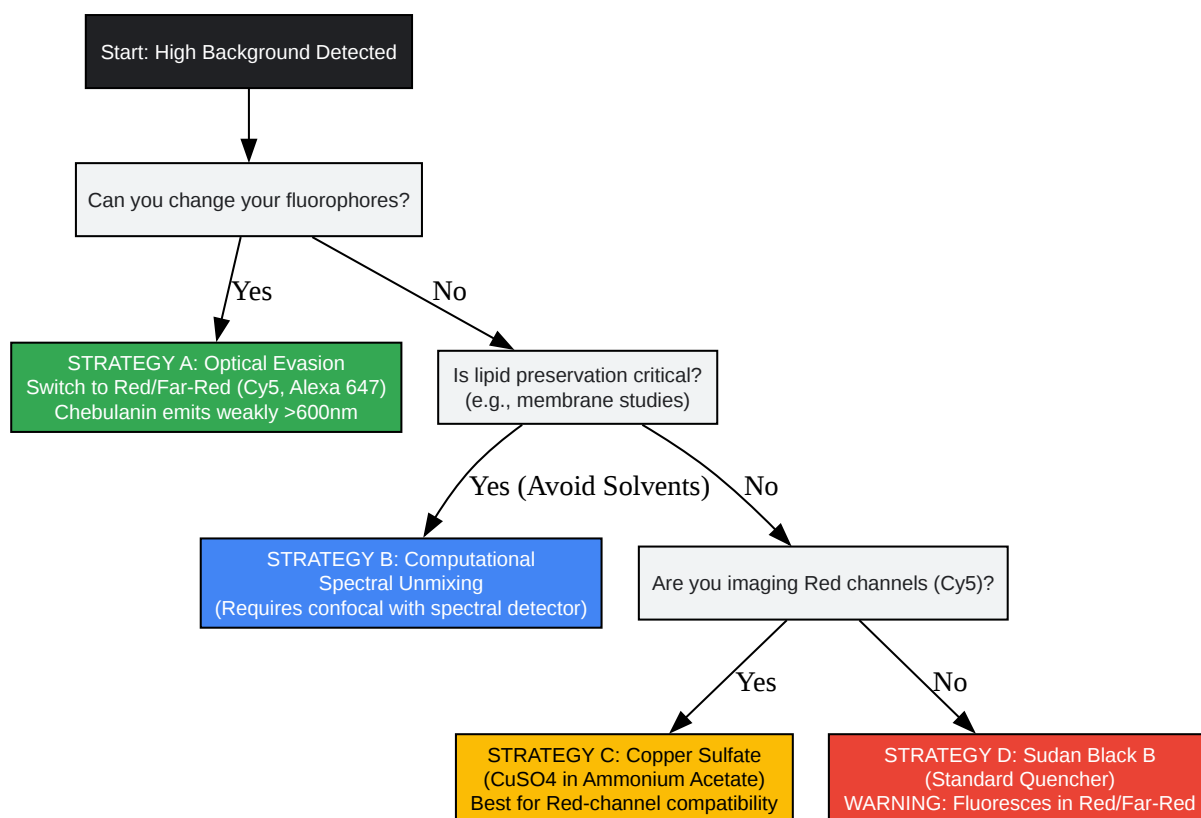 Start: High Background Detected
Can you change your fluorophores?
Yes
No
STRATEGY A: Optical Evasion
Switch to Red/Far-Red (Cy5, Alexa 647)
Chebulanin emits weakly >600nm
Is lipid preservation critical?
(e.g., membrane studies)
Yes (Avoid Solvents)
No
STRATEGY B: Computational
Spectral Unmixing
(Requires confocal with spectral detector)
Are you imaging Red channels (Cy5)?
Yes
No
STRATEGY C: Copper Sulfate
(CuSO4 in Ammonium Acetate)
Best for Red-channel compatibility
STRATEGY D: Sudan Black B
(Standard Quencher)
WARNING: Fluoresces in Red/Far-Red